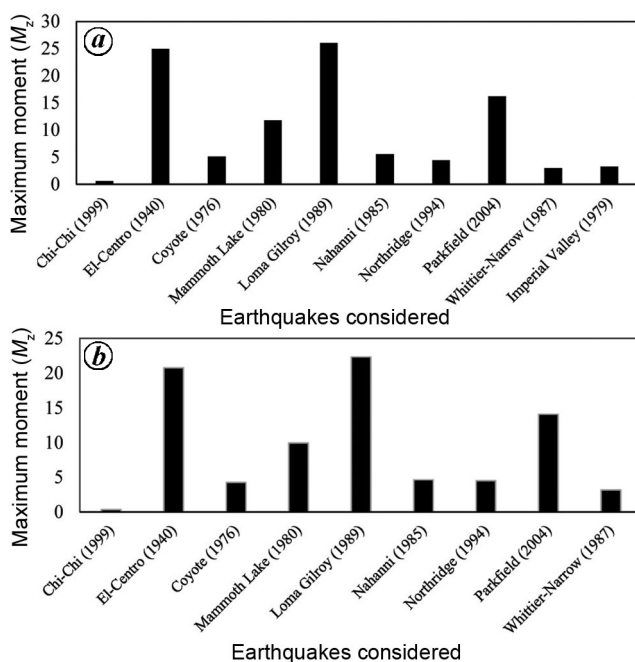 a
Maximum moment (Mz)
30
25
20
15
10
5
0
Chi-Chi (1999)
El-Centro (1940)
Coyote (1976)
Mammoth Lake (1980)
Loma Gilroy (1989)
Nahanni (1985)
Northridge (1994)
Parkfield (2004)
Whittier-Narrow (1987)
Imperial Valley (1979)
Earthquakes considered
b
Maximum moment (Mz)
25
20
15
10
5
0
Chi-Chi (1999)
El-Centro (1940)
Coyote (1976)
Mammoth Lake (1980)
Loma Gilroy (1989)
Nahanni (1985)
Northridge (1994)
Parkfield (2004)
Whittier-Narrow (1987)
Earthquakes considered